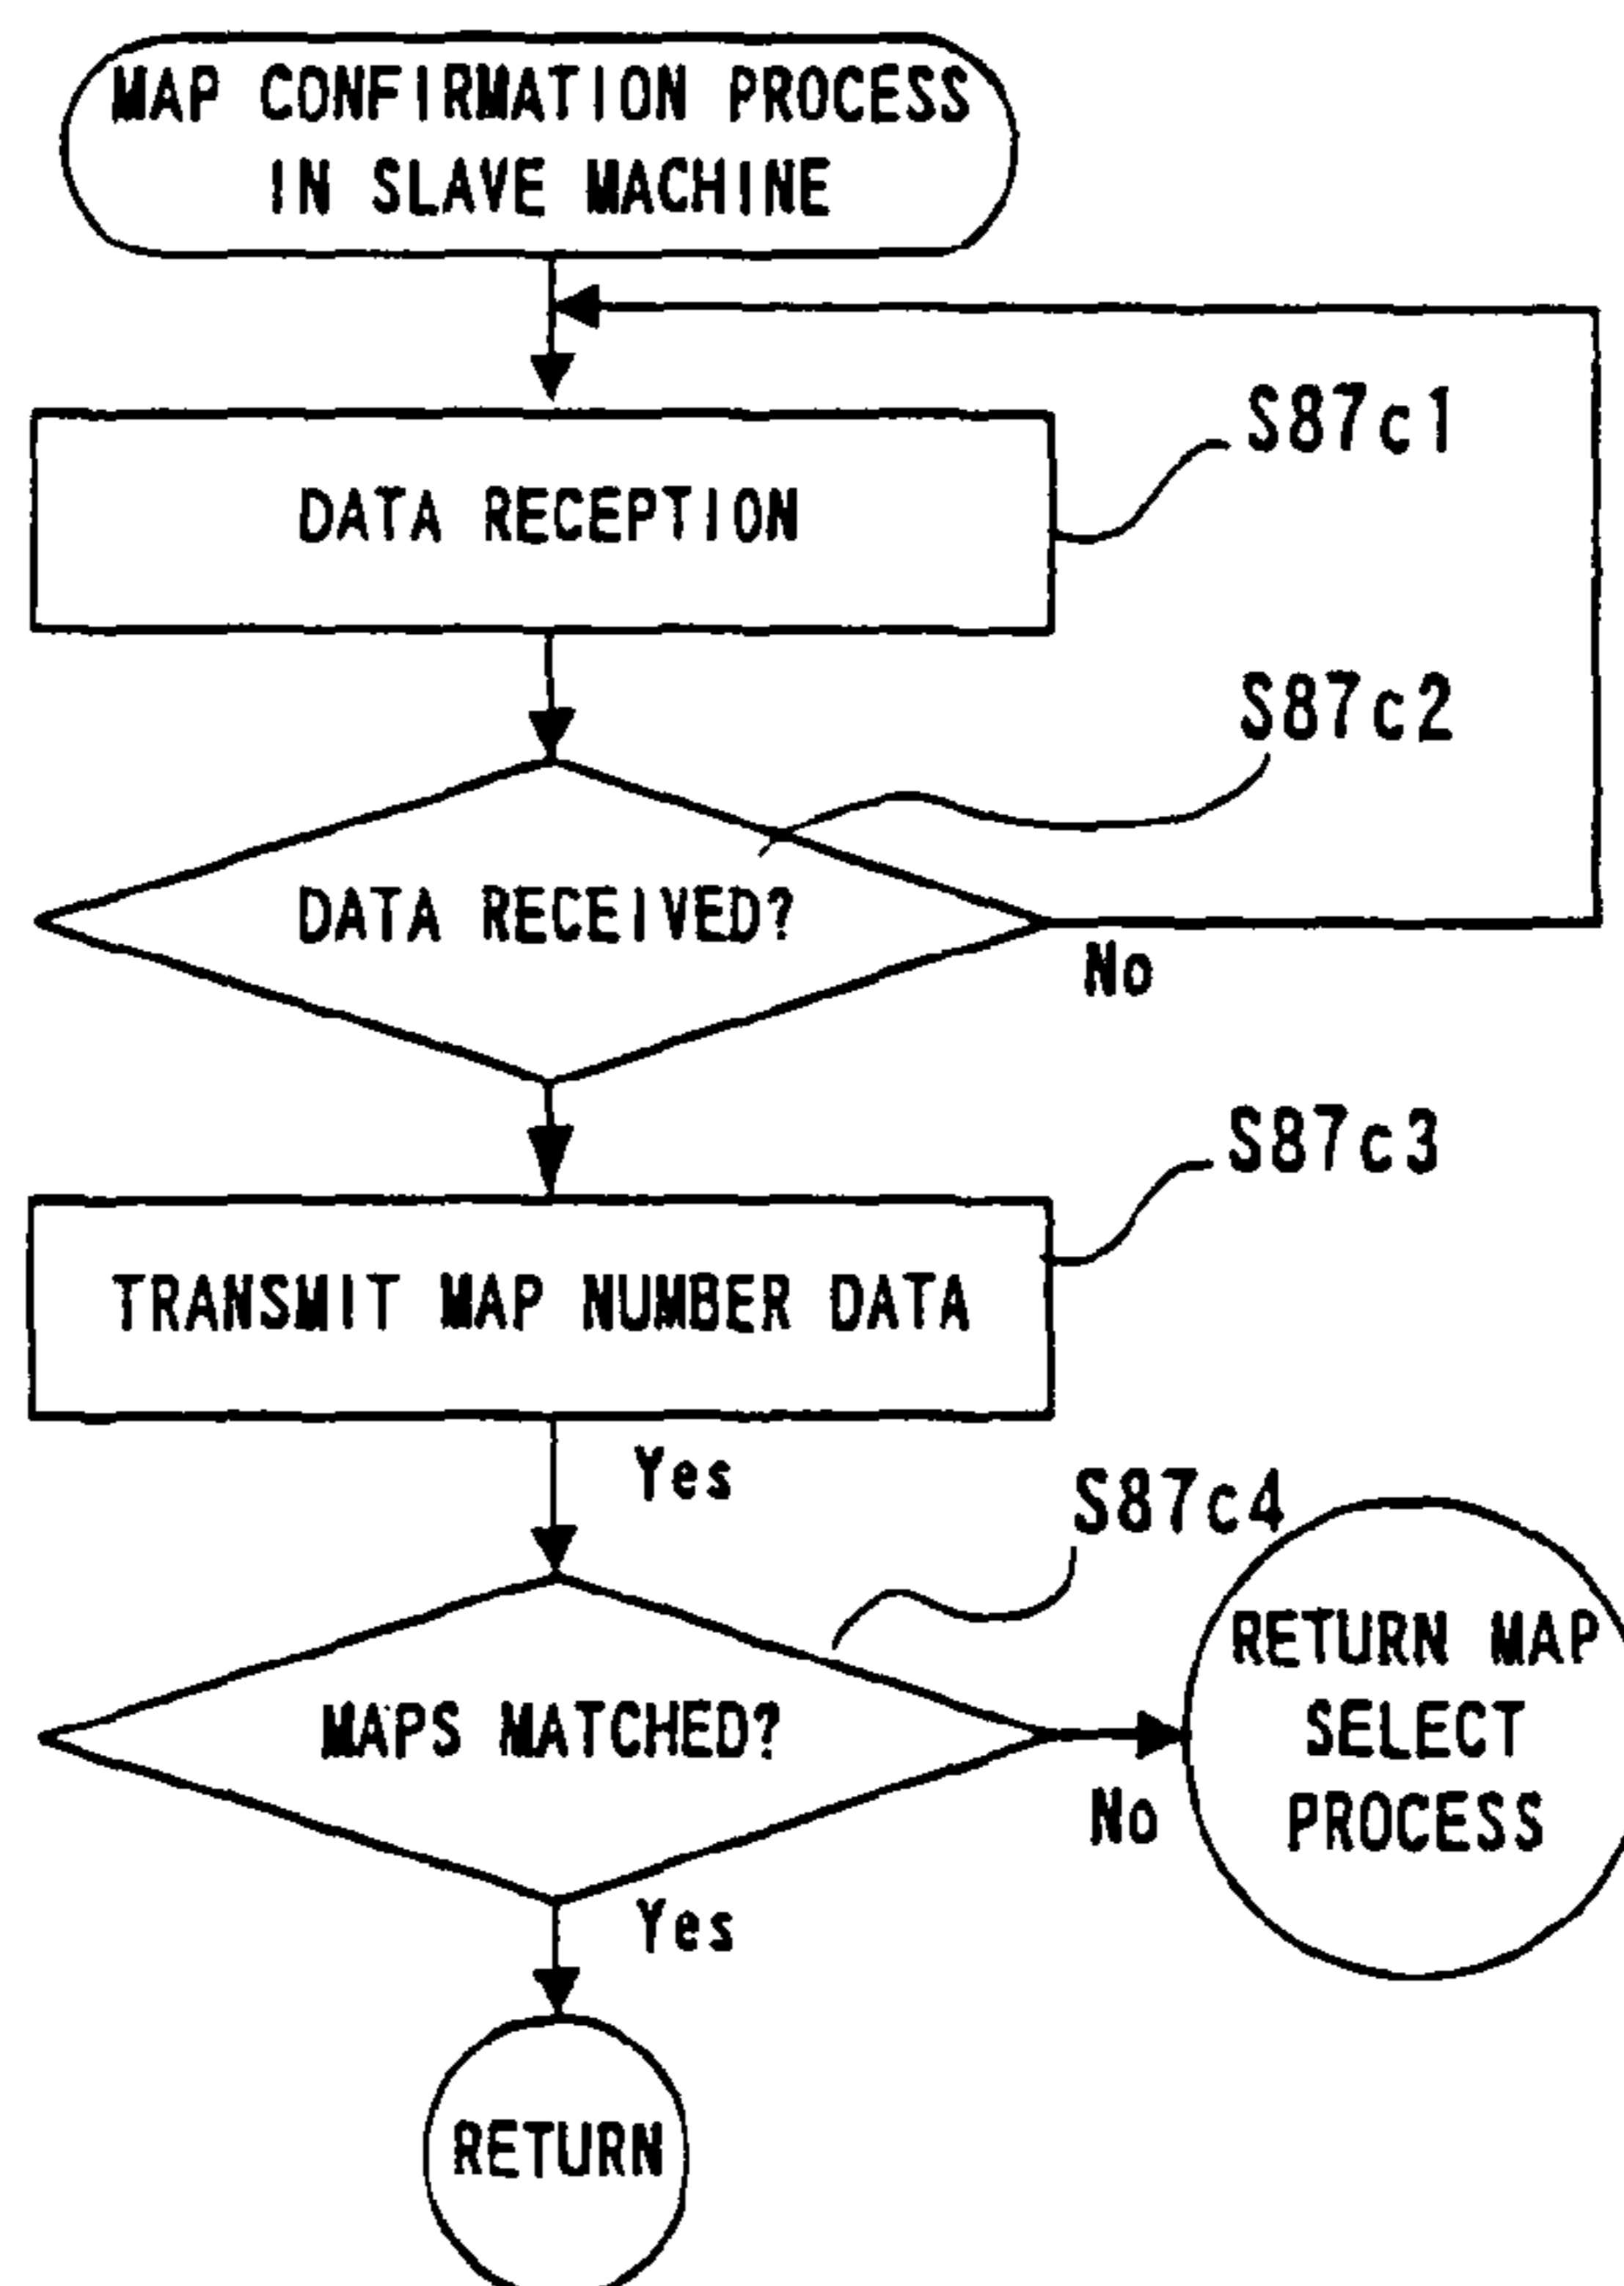 MAP CONFIRMATION PROCESS
IN SLAVE MACHINE
S87c1
DATA RECEPTION
S87c2
DATA RECEIVED?
No
S87c3
TRANSMIT MAP NUMBER DATA
Yes
S87c4
RETURN MAP
SELECT
PROCESS
MAPS MATCHED?
No
Yes
RETURN